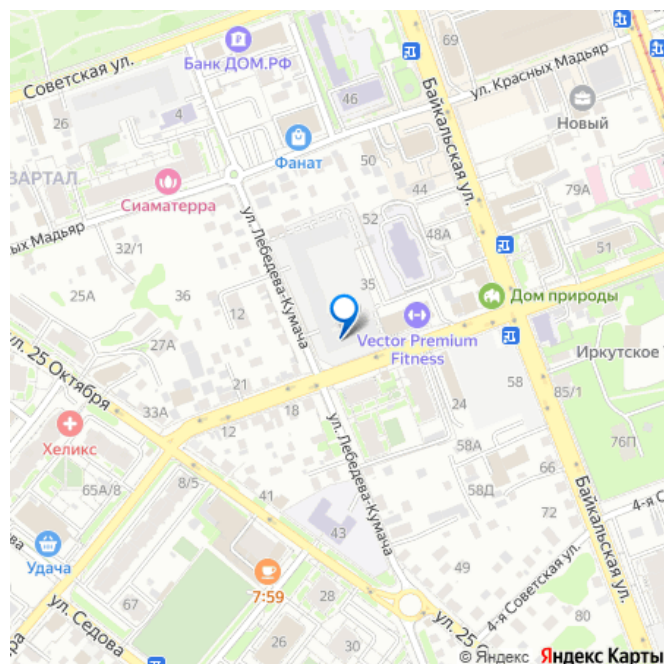 69
Советская ул.
Банк ДОМ.РФ
ул. Красных Мадьяр
Байкальская ул.
46
4
26
Новый
Фанат
50
ЗАРТАЛ
Сиаматерра
44
79А
52
48А
51
ых Мадьяр
32/1
ул. Лебедева-Кумача
35
25А
36
12
Дом природы
Vector Premium
Fitness
Иркутское
27А
ул. 25 Октября
21
58
85/1
33А
18
24
12
Хеликс
58А
76П
66
65А/8
8/5
41
58Д
ул. Лебедева-Кумача
72
Байкальская ул.
4-я С
43
Удача
49
4-я Советская ул.
7:59
28
67
ул. Седова
80
ул. 25
26
30
© Яндекс Яндекс Карты